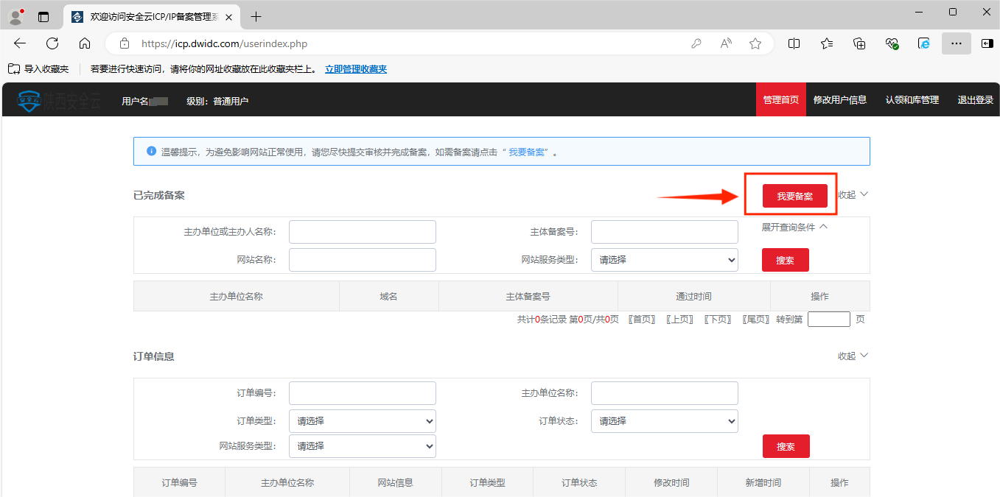 欢迎访问安全云ICP/IP备案管理系
https://icp.dwidc.com/userindex.php
导入收藏夹 若要进行快速访问，请将你的网址收藏放在此收藏夹栏上。 立即管理收藏夹
安全云 陕西安全云 用户名 级别：普通用户 管理首页 修改用户信息 认领和库管理 退出登录
温馨提示，为避免影响网站正常使用，请您尽快提交审核并完成备案，如需备案请点击“ 我要备案” 。
已完成备案 我要备案 收起
主办单位或主办人名称： 主体备案号： 展开查询条件
网站名称： 网站服务类型： 请选择 搜索
主办单位名称 域名 主体备案号 通过时间 操作
共计0条记录 第0页/共0页 〖首页〗 〖上页〗 〖下页〗 〖尾页〗 转到第 页
订单信息 收起
订单编号： 主办单位名称：
订单类型： 请选择 订单状态： 请选择
网站服务类型： 请选择 搜索
订单编号 主办单位名称 网站信息 订单类型 订单状态 修改时间 新增时间 操作